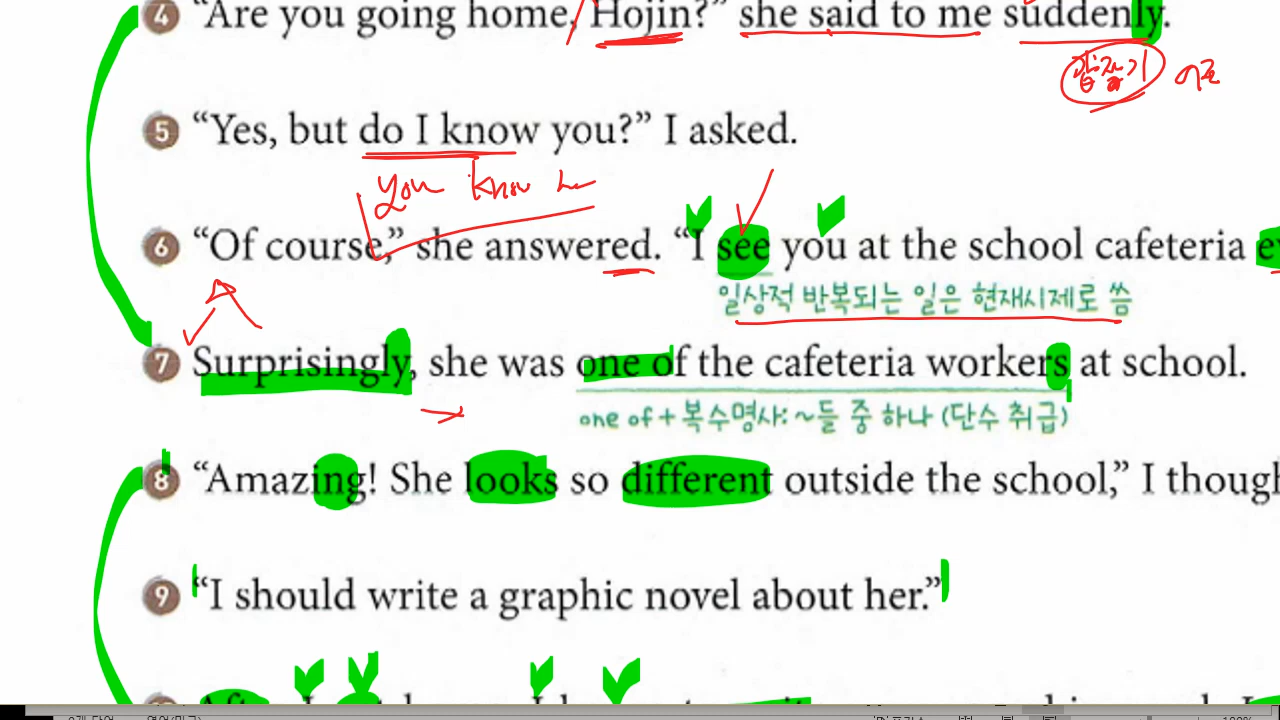 4 “Are you going home, Hojin?” she said to me suddenly.
갑자기
5 “Yes, but do I know you?” I asked.
you know
6 “Of course,” she answered. “I see you at the school cafeteria
일상적 반복되는 일은 현재시제로 씀
7 Surprisingly, she was one of the cafeteria workers at school.
one of + 복수명사: ~들 중 하나 (단수 취급)
8 “Amazing! She looks so different outside the school,” I though
9 “I should write a graphic novel about her.”